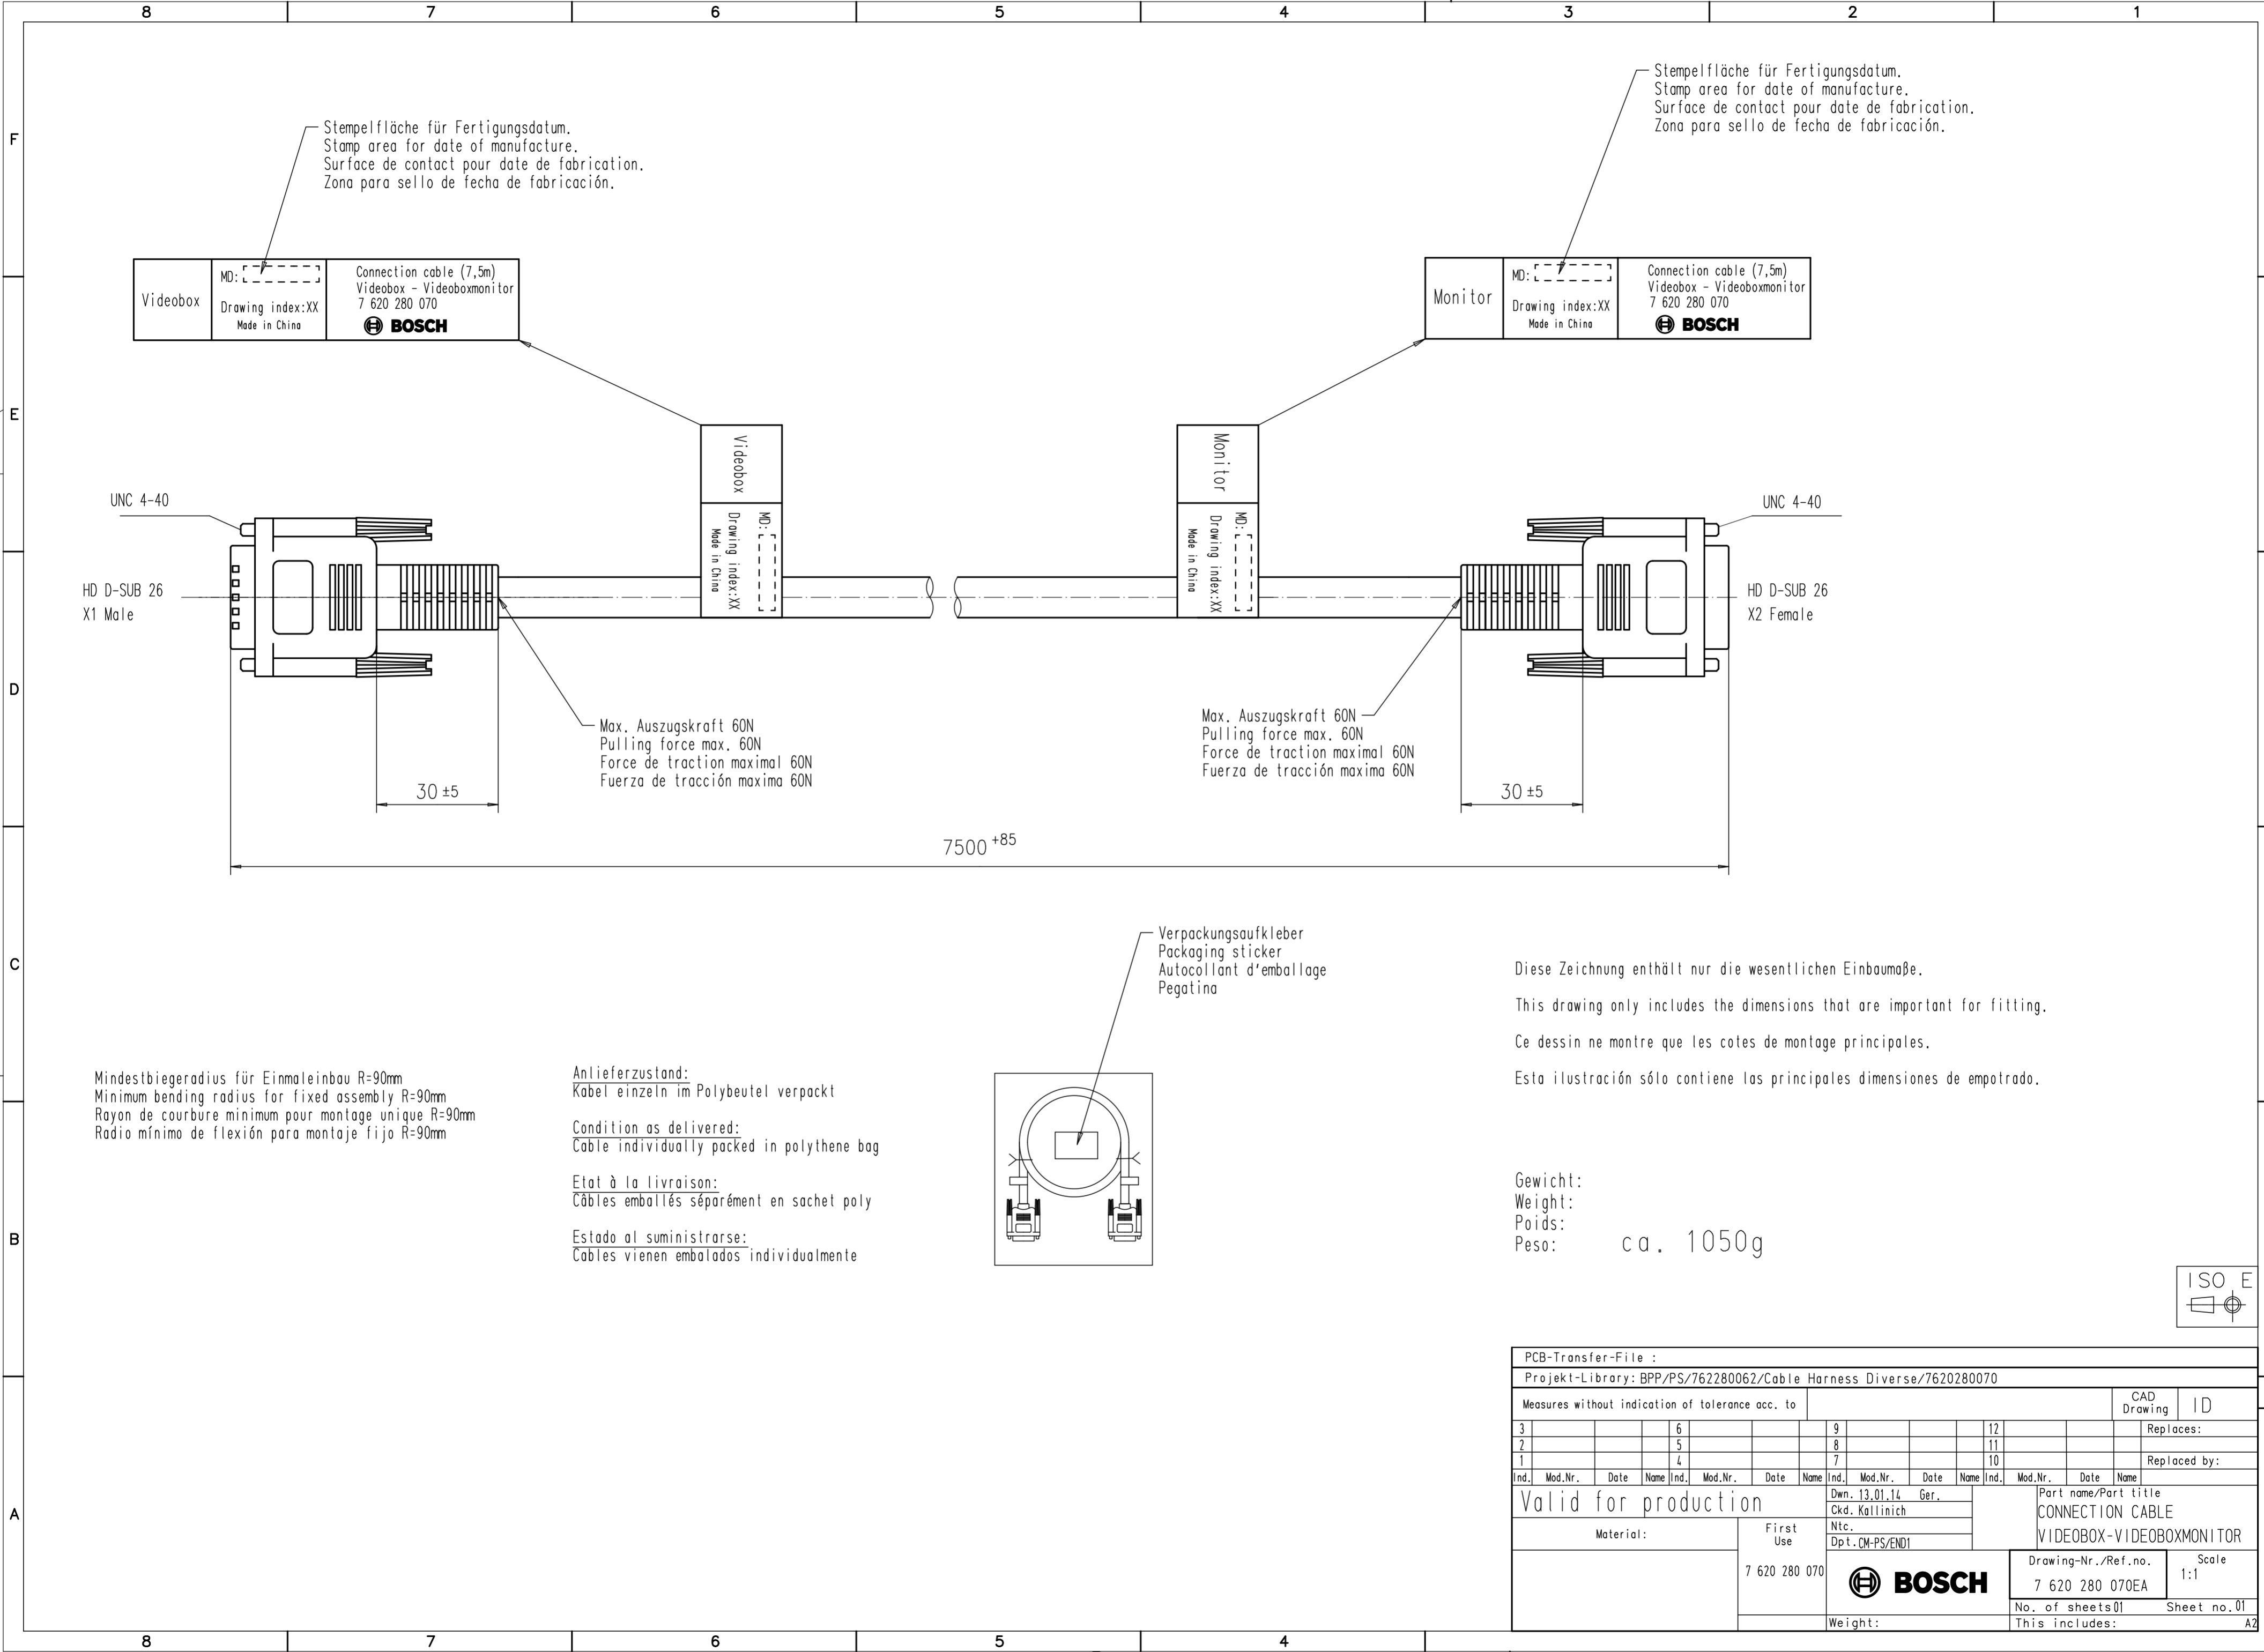 8 7 6 5 4 3 2 1
F
E
D
C
B
A
Stempelfläche für Fertigungsdatum.
Stamp area for date of manufacture.
Surface de contact pour date de fabrication.
Zona para sello de fecha de fabricación.
Stempelfläche für Fertigungsdatum.
Stamp area for date of manufacture.
Surface de contact pour date de fabrication.
Zona para sello de fecha de fabricación.
Videobox
MD:
Drawing index:XX
Made in China
Connection cable (7,5m)
Videobox - Videoboxmonitor
7 620 280 070
BOSCH
Monitor
MD:
Drawing index:XX
Made in China
Connection cable (7,5m)
Videobox - Videoboxmonitor
7 620 280 070
BOSCH
Videobox
MD:
Drawing index:XX
Made in China
Monitor
MD:
Drawing index:XX
Made in China
UNC 4-40
HD D-SUB 26
X1 Male
UNC 4-40
HD D-SUB 26
X2 Female
Max. Auszugskraft 60N
Pulling force max. 60N
Force de traction maximal 60N
Fuerza de tracción maxima 60N
Max. Auszugskraft 60N
Pulling force max. 60N
Force de traction maximal 60N
Fuerza de tracción maxima 60N
30 ±5
30 ±5
7500 +85
Verpackungsaufkleber
Packaging sticker
Autocollant d'emballage
Pegatina
Diese Zeichnung enthält nur die wesentlichen Einbaumaße.
This drawing only includes the dimensions that are important for fitting.
Ce dessin ne montre que les cotes de montage principales.
Esta ilustración sólo contiene las principales dimensiones de empotrado.
Mindestbiegeradius für Einmaleinbau R=90mm
Minimum bending radius for fixed assembly R=90mm
Rayon de courbure minimum pour montage unique R=90mm
Radio mínimo de flexión para montaje fijo R=90mm
Anlieferzustand:
Kabel einzeln im Polybeutel verpackt
Condition as delivered:
Cable individually packed in polythene bag
Etat à la livraison:
Câbles emballés séparément en sachet poly
Estado al suministrarse:
Cables vienen embalados individualmente
Gewicht:
Weight:
Poids:
Peso: ca. 1050g
ISO E
PCB-Transfer-File :
Projekt-Library: BPP/PS/762280062/Cable Harness Diverse/7620280070
Measures without indication of tolerance acc. to
CAD Drawing
ID
3 6 9 12 Replaces:
2 5 8 11
1 4 7 10 Replaced by:
Ind. Mod.Nr. Date Name Ind. Mod.Nr. Date Name Ind. Mod.Nr. Date Name Ind. Mod.Nr. Date Name
Valid for production
Dwn. 13.01.14 Ger.
Ckd. Kallinich
Ntc.
Dpt. CM-PS/END1
Part name/Part title
CONNECTION CABLE
VIDEOBOX-VIDEOBOXMONITOR
Material:
First Use
7 620 280 070
BOSCH
Drawing-Nr./Ref.no.
7 620 280 070EA
Scale
1:1
No. of sheets 01 Sheet no. 01
Weight:
This includes: A2
8 7 6 5 4